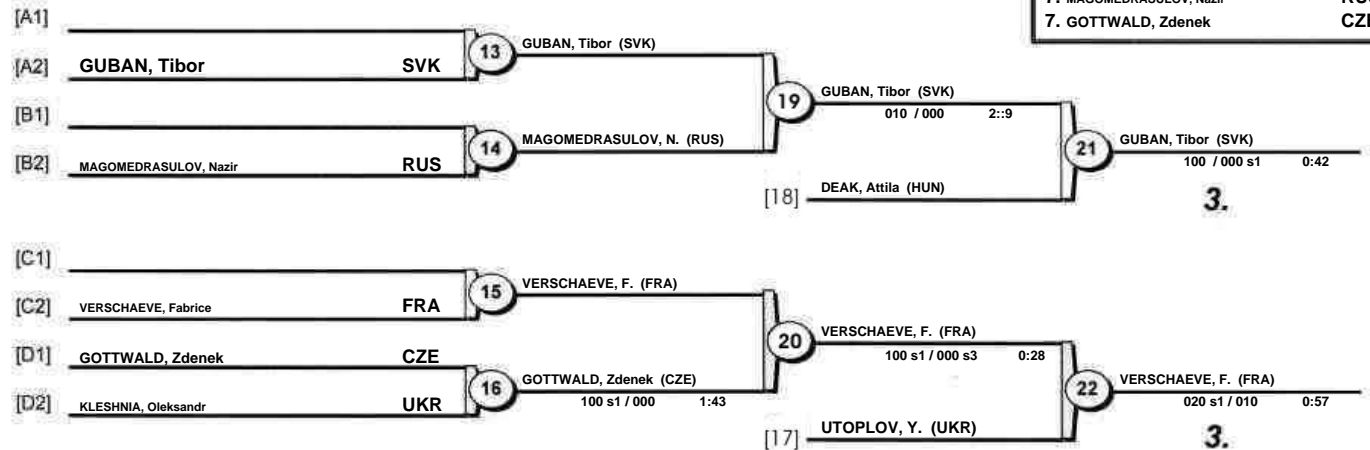 7. MAGOMEDRASULOV, Nazir
7. GOTTWALD, Zdenek CZE
[A1]
[A2] GUBAN, Tibor SVK
13 GUBAN, Tibor (SVK)
[B1]
[B2] MAGOMEDRASULOV, Nazir RUS
14 MAGOMEDRASULOV, N. (RUS)
19 GUBAN, Tibor (SVK)
010 / 000 2::9
[18] DEAK, Attila (HUN)
21 GUBAN, Tibor (SVK)
100 / 000 s1 0:42
3.
[C1]
[C2] VERSCHAEVE, Fabrice FRA
15 VERSCHAEVE, F. (FRA)
[D1] GOTTWALD, Zdenek CZE
[D2] KLESHNIA, Oleksandr UKR
16 GOTTWALD, Zdenek (CZE)
100 s1 / 000 1:43
20 VERSCHAEVE, F. (FRA)
100 s1 / 000 s3 0:28
[17] UTOPLOV, Y. (UKR)
22 VERSCHAEVE, F. (FRA)
020 s1 / 010 0:57
3.